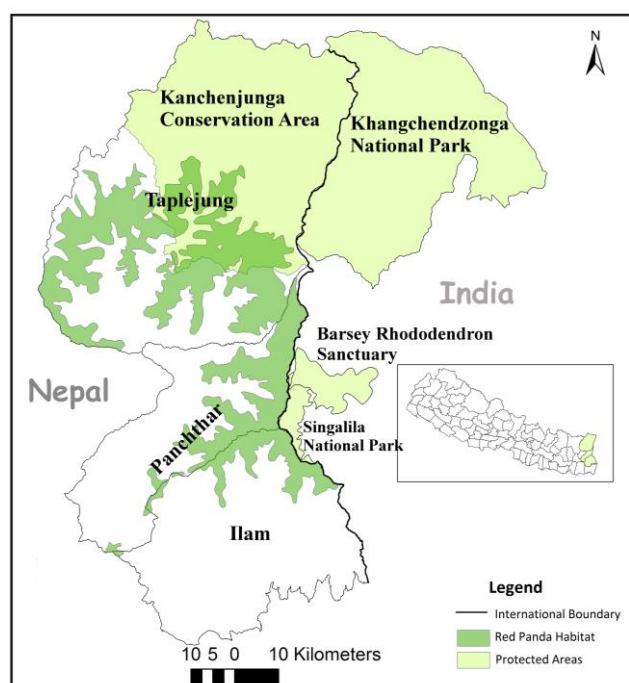 N
Kanchenjunga
Conservation Area
Khangchendzonga
National Park
Taplejung
India
Barsey Rhododendron
Sanctuary
Nepal
Singalila
National Park
Panchthar
Ilam
Legend
International Boundary
Red Panda Habitat
Protected Areas
10 5 0 10 Kilometers